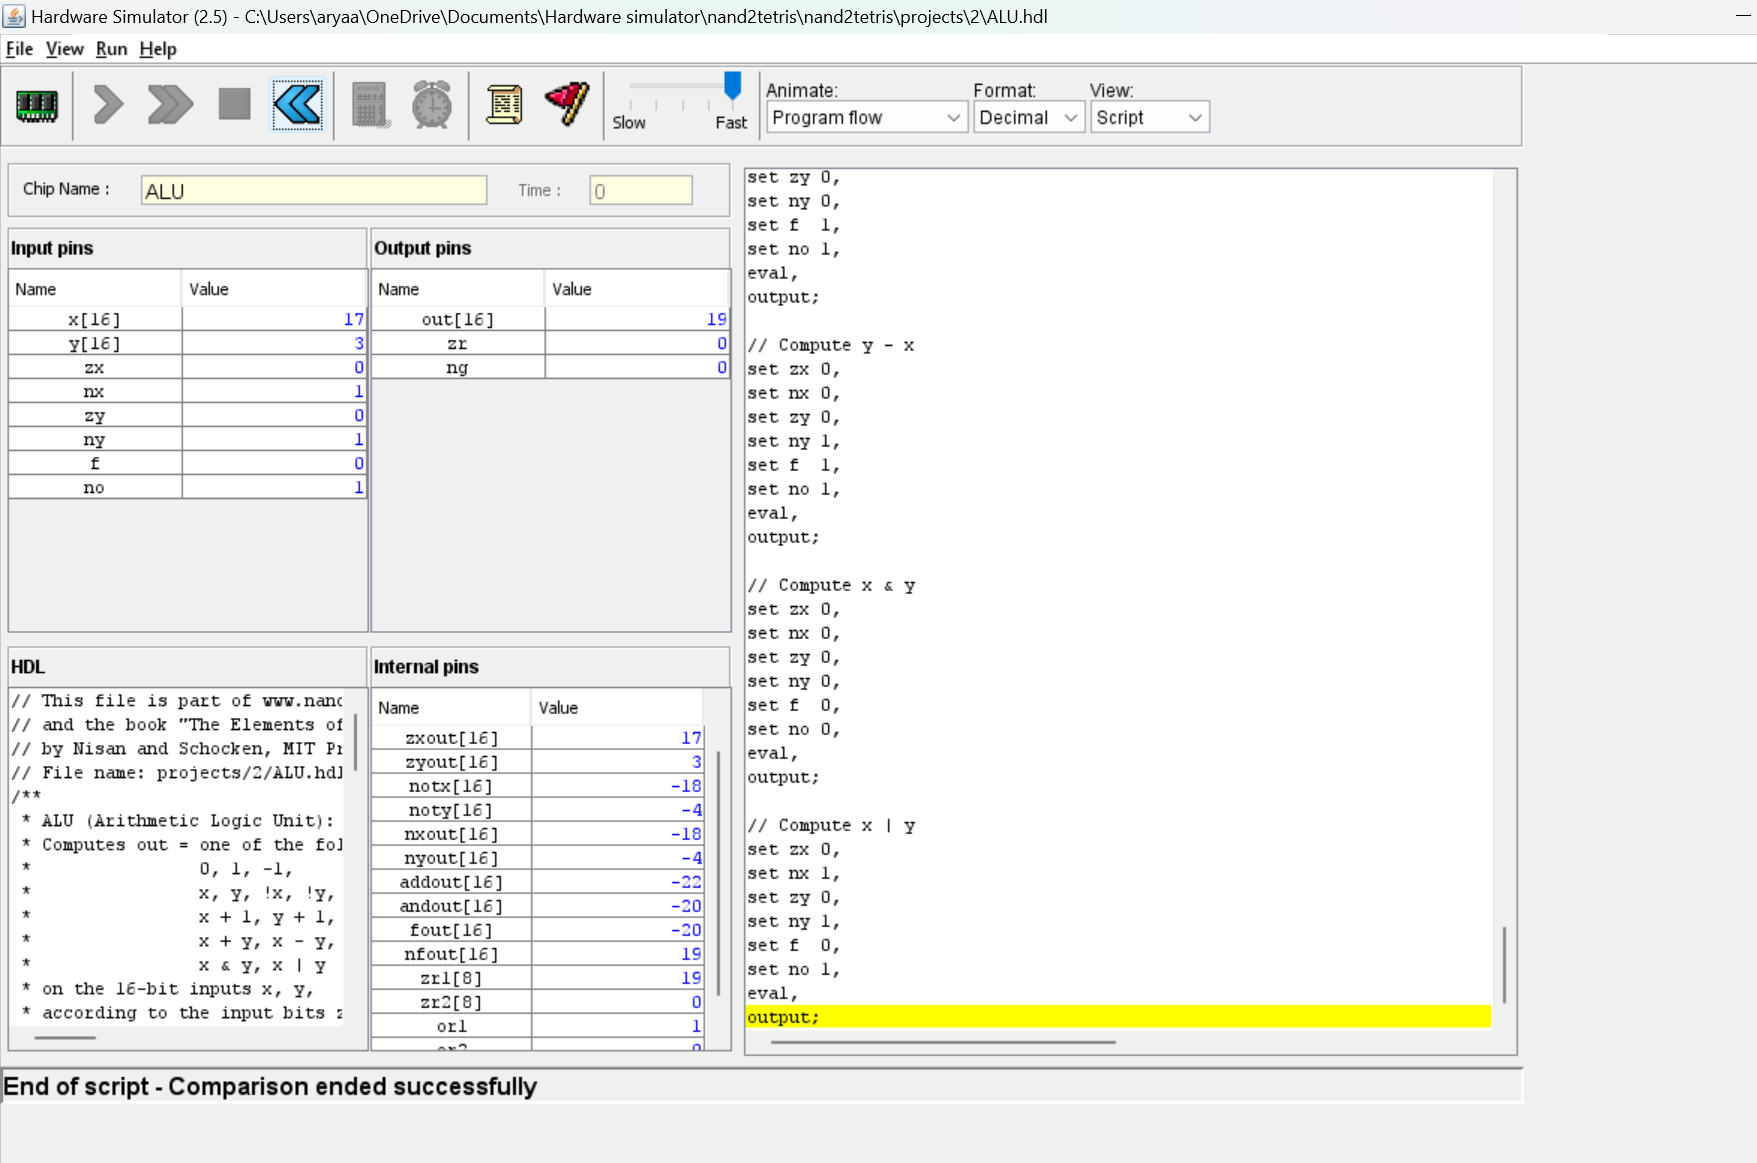 Hardware Simulator (2.5) - C:\Users\aryaa\OneDrive\Documents\Hardware simulator\nand2tetris\nand2tetris\projects\2\ALU.hdl
File View Run Help
Slow Fast
Animate: Format: View:
Program flow Decimal Script
Chip Name : ALU Time : 0
Input pins
Name Value
x[16] 17
y[16] 3
zx 0
nx 1
zy 0
ny 1
f 0
no 1
Output pins
Name Value
out[16] 19
zr 0
ng 0
HDL
// This file is part of www.nand
// and the book "The Elements of
// by Nisan and Schocken, MIT Pr
// File name: projects/2/ALU.hdl
/**
* ALU (Arithmetic Logic Unit):
* Computes out = one of the fol
* 0, 1, -1,
* x, y, !x, !y,
* x + 1, y + 1,
* x + y, x - y,
* x & y, x | y
* on the 16-bit inputs x, y,
* according to the input bits z
Internal pins
Name Value
zxout[16] 17
zyout[16] 3
notx[16] -18
noty[16] -4
nxout[16] -18
nyout[16] -4
addout[16] -22
andout[16] -20
fout[16] -20
nfout[16] 19
zr1[8] 19
zr2[8] 0
or1 1
or2 0
set zy 0,
set ny 0,
set f 1,
set no 1,
eval,
output;
// Compute y - x
set zx 0,
set nx 0,
set zy 0,
set ny 1,
set f 1,
set no 1,
eval,
output;
// Compute x & y
set zx 0,
set nx 0,
set zy 0,
set ny 0,
set f 0,
set no 0,
eval,
output;
// Compute x | y
set zx 0,
set nx 1,
set zy 0,
set ny 1,
set f 0,
set no 1,
eval,
output;
End of script - Comparison ended successfully